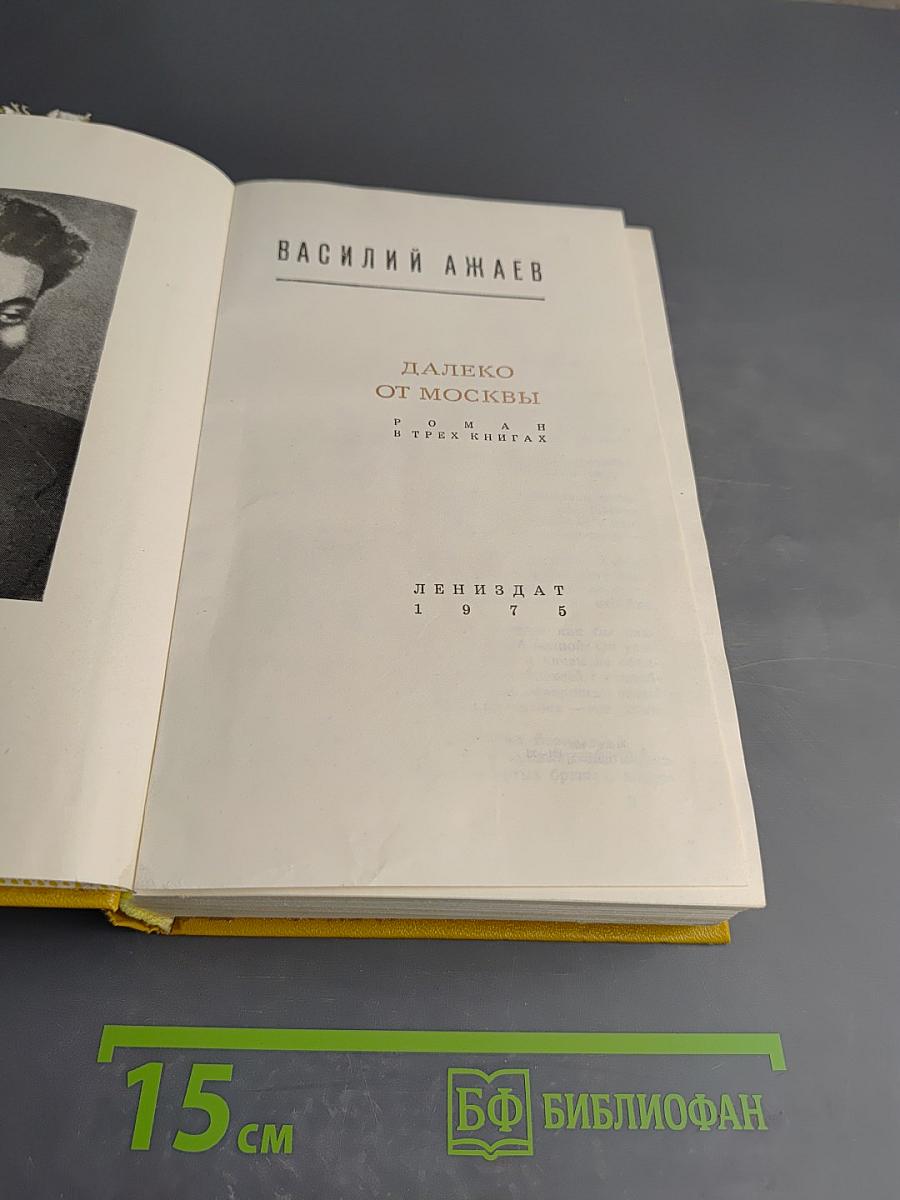 ВАСИЛИЙ АЖАЕВ
ДАЛЕКО
ОТ МОСКВЫ
РОМАН
В ТРЕХ КНИГАХ
ЛЕНИЗДАТ
1975
15 см
БФ БИБЛИОФАН